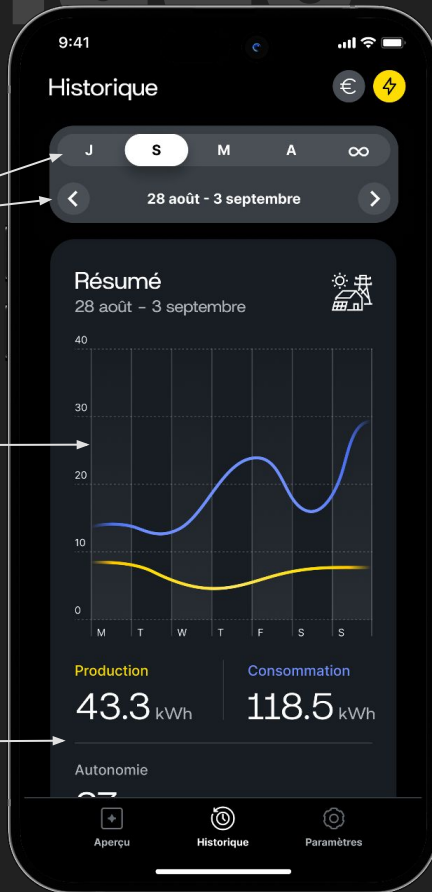 9:41
Historique
€
J S M A ∞
28 août - 3 septembre
Résumé
28 août – 3 septembre
40
30
20
10
0
M T W T F S S
Production Consommation
43.3 kWh 118.5 kWh
Autonomie
Aperçu Historique Paramètres